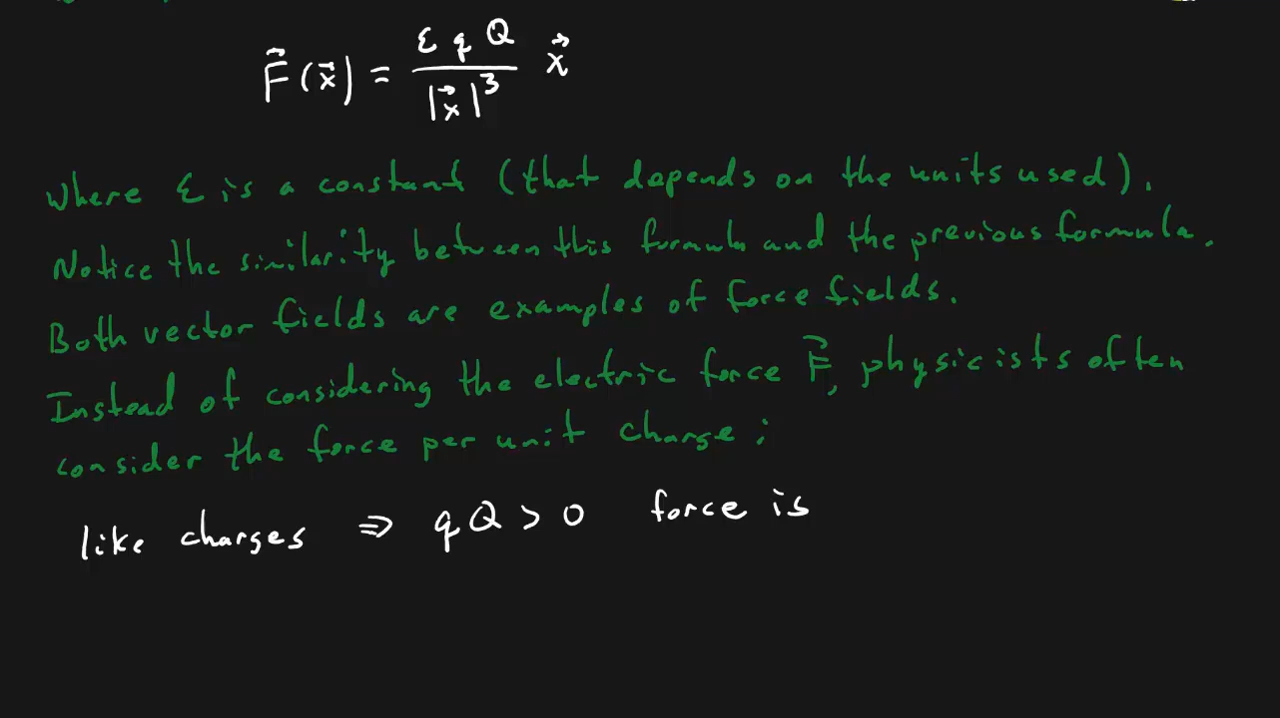 F⃗(x⃗) = εqQ/|x⃗|³ x⃗
where ε is a constant (that depends on the units used).
Notice the similarity between this formula and the previous formula.
Both vector fields are examples of force fields.
Instead of considering the electric force F⃗, physicists often
consider the force per unit charge:
like charges ⇒ qQ > 0 force is